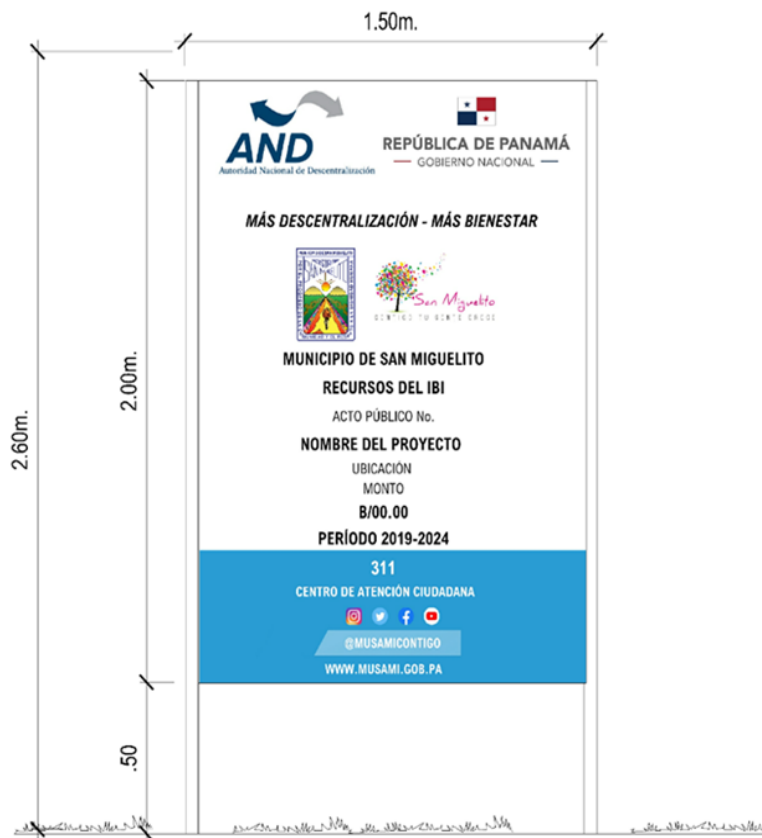 1.50m.
2.60m.
2.00m.
.50
AND
Autoridad Nacional de Descentralización
REPÚBLICA DE PANAMÁ
GOBIERNO NACIONAL
MÁS DESCENTRALIZACIÓN - MÁS BIENESTAR
San Miguelito
MUNICIPIO DE SAN MIGUELITO
RECURSOS DEL IBI
ACTO PÚBLICO No.
NOMBRE DEL PROYECTO
UBICACIÓN
MONTO
B/00.00
PERÍODO 2019-2024
311
CENTRO DE ATENCIÓN CIUDADANA
@MUSAMICONTIGO
WWW.MUSAMI.GOB.PA